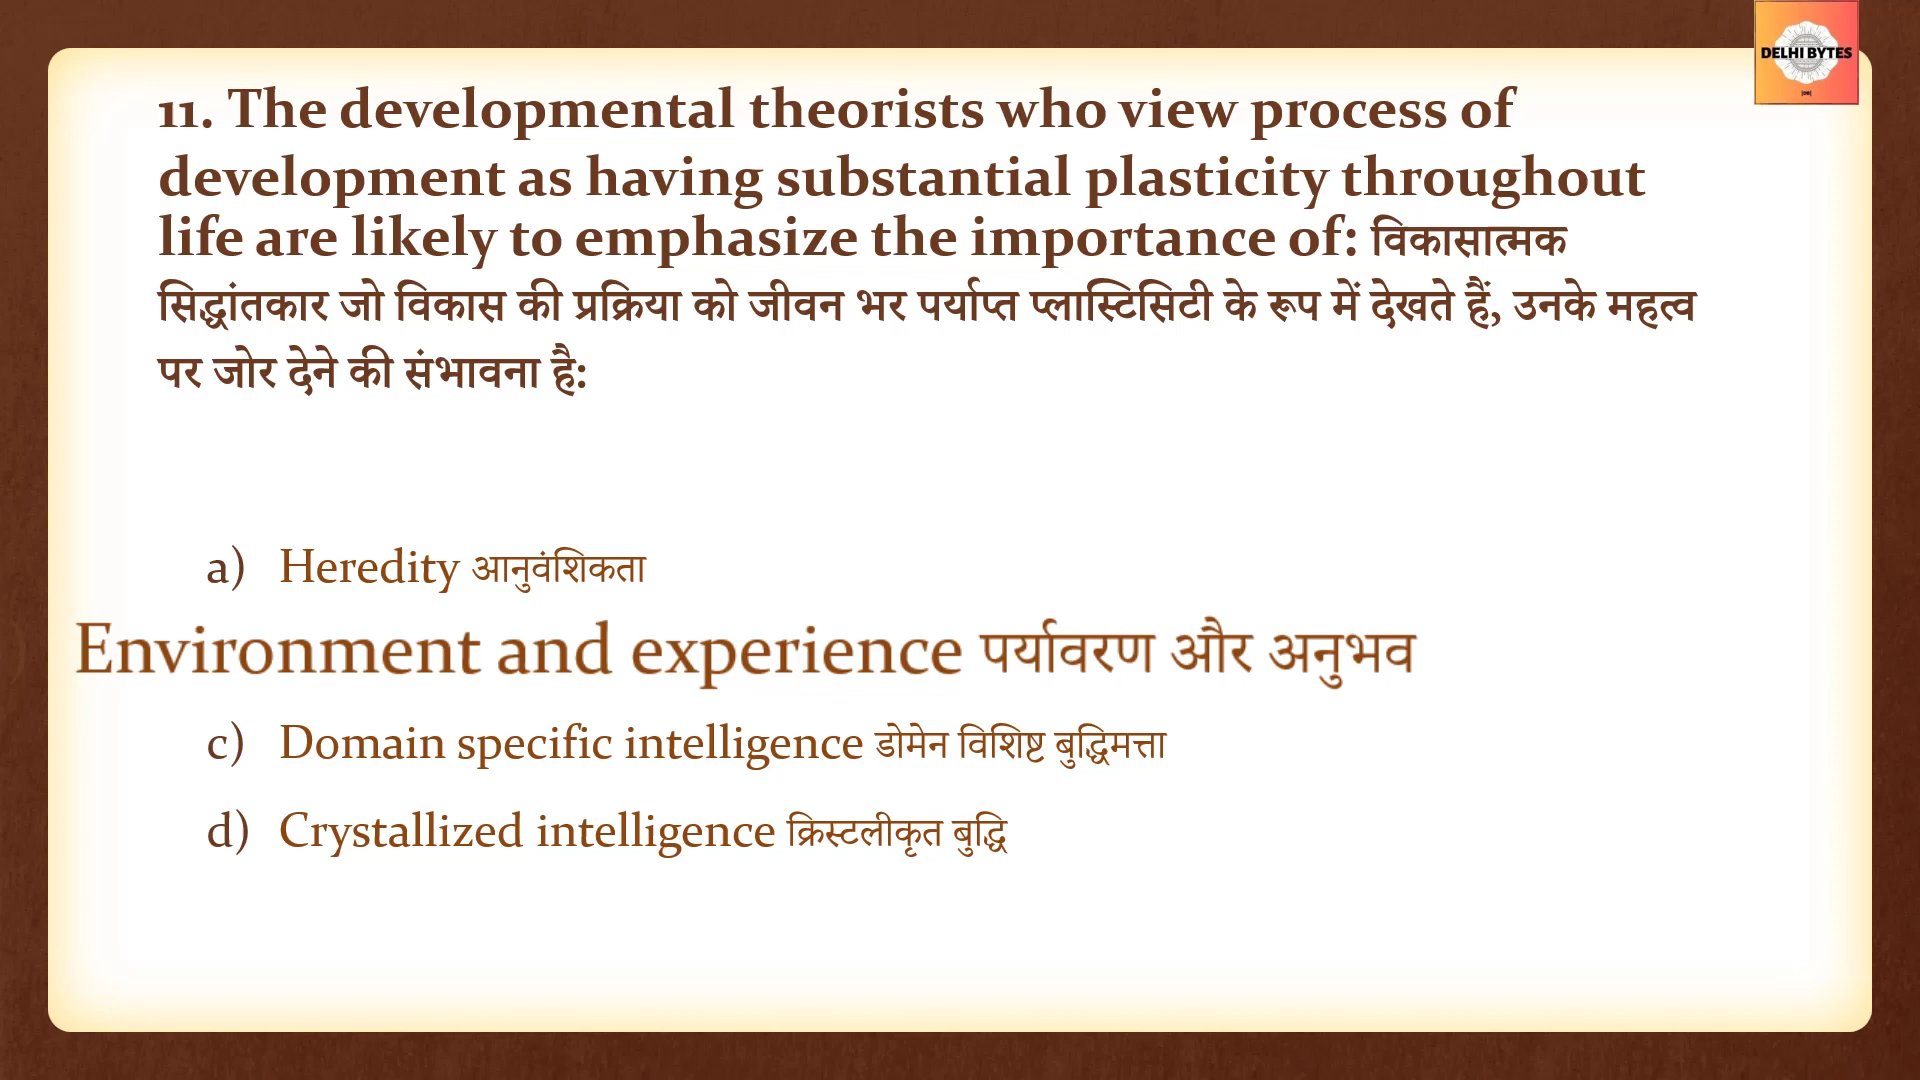 DELHI BYTES
11. The developmental theorists who view process of
development as having substantial plasticity throughout
life are likely to emphasize the importance of: विकासात्मक
सिद्धांतकार जो विकास की प्रक्रिया को जीवन भर पर्याप्त प्लास्टिसिटी के रूप में देखते हैं, उनके महत्व
पर जोर देने की संभावना है:
a) Heredity आनुवंशिकता
Environment and experience पर्यावरण और अनुभव
c) Domain specific intelligence डोमेन विशिष्ट बुद्धिमत्ता
d) Crystallized intelligence क्रिस्टलीकृत बुद्धि